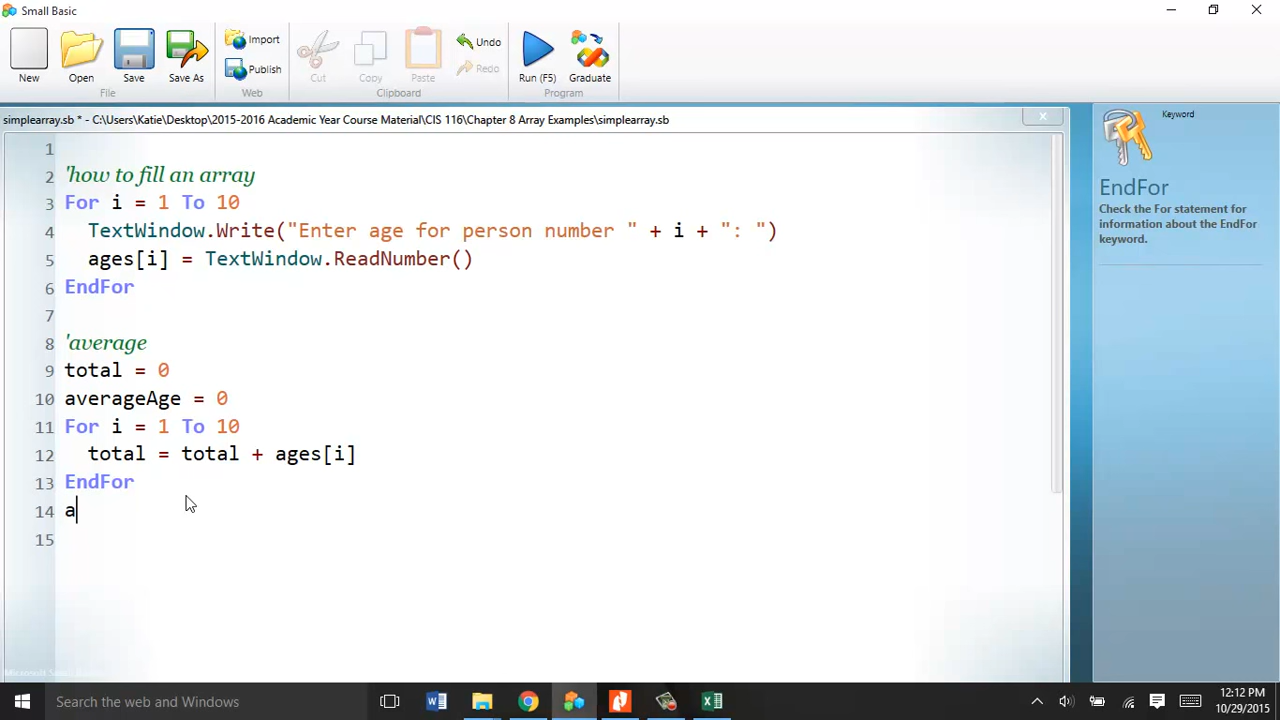 Small Basic
New
Open
Save
Save As
File
Import
Publish
Web
Cut
Copy
Paste
Clipboard
Undo
Redo
Run (F5)
Graduate
Program
simplearray.sb * - C:\Users\Katie\Desktop\2015-2016 Academic Year Course Material\CIS 116\Chapter 8 Array Examples\simplearray.sb
1
2 'how to fill an array
3 For i = 1 To 10
4   TextWindow.Write("Enter age for person number " + i + ": ")
5   ages[i] = TextWindow.ReadNumber()
6 EndFor
7
8 'average
9 total = 0
10 averageAge = 0
11 For i = 1 To 10
12   total = total + ages[i]
13 EndFor
14 a
15
Keyword
EndFor
Check the For statement for
information about the EndFor
keyword.
Search the web and Windows
12:12 PM
10/29/2015